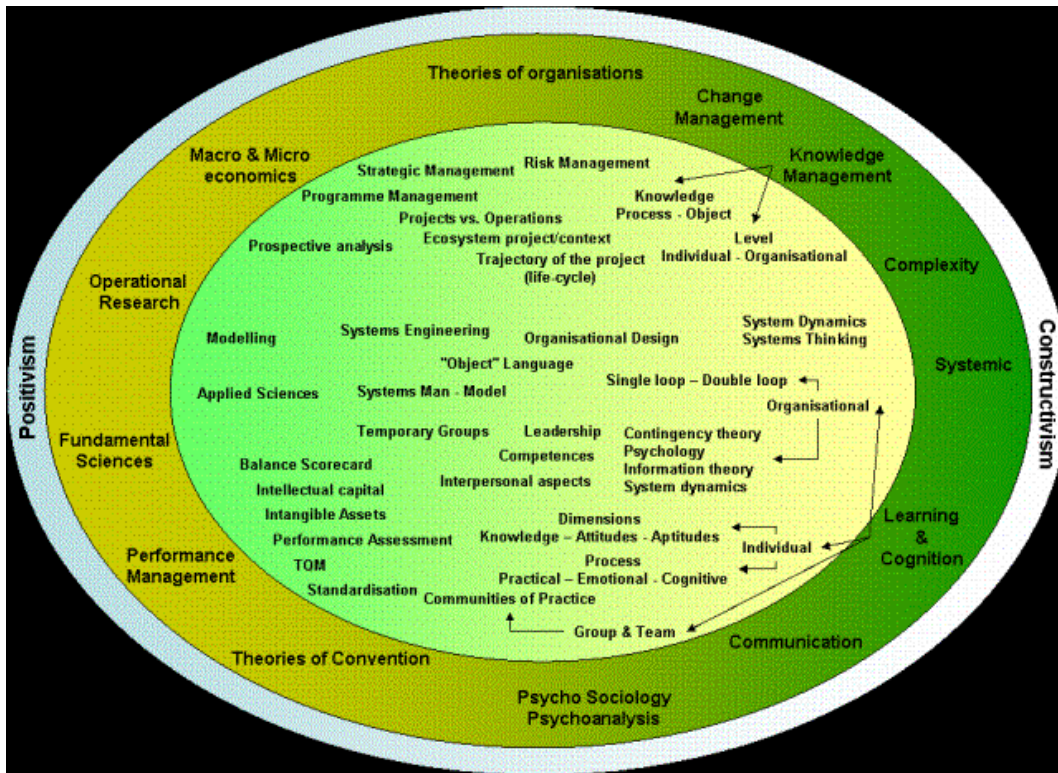 Theories of organisations
Change
Management
Macro & Micro
economics
Knowledge
Management
Strategic Management
Risk Management
Programme Management
Knowledge
Process - Object
Projects vs. Operations
Prospective analysis
Ecosystem project/context
Level
Individual - Organisational
Trajectory of the project
(life-cycle)
Operational
Research
Complexity
Modelling
Systems Engineering
Organisational Design
System Dynamics
Systems Thinking
"Object" Language
Systemic
Positivism
Constructivism
Applied Sciences
Systems Man - Model
Single loop – Double loop
Organisational
Fundamental
Sciences
Temporary Groups
Leadership
Contingency theory
Psychology
Information theory
System dynamics
Competences
Interpersonal aspects
Balance Scorecard
Intellectual capital
Intangible Assets
Performance Assessment
TQM
Standardisation
Dimensions
Knowledge – Attitudes - Aptitudes
Individual
Process
Practical – Emotional - Cognitive
Communities of Practice
Group & Team
Learning
&
Cognition
Performance
Management
Communication
Theories of Convention
Psycho Sociology
Psychoanalysis